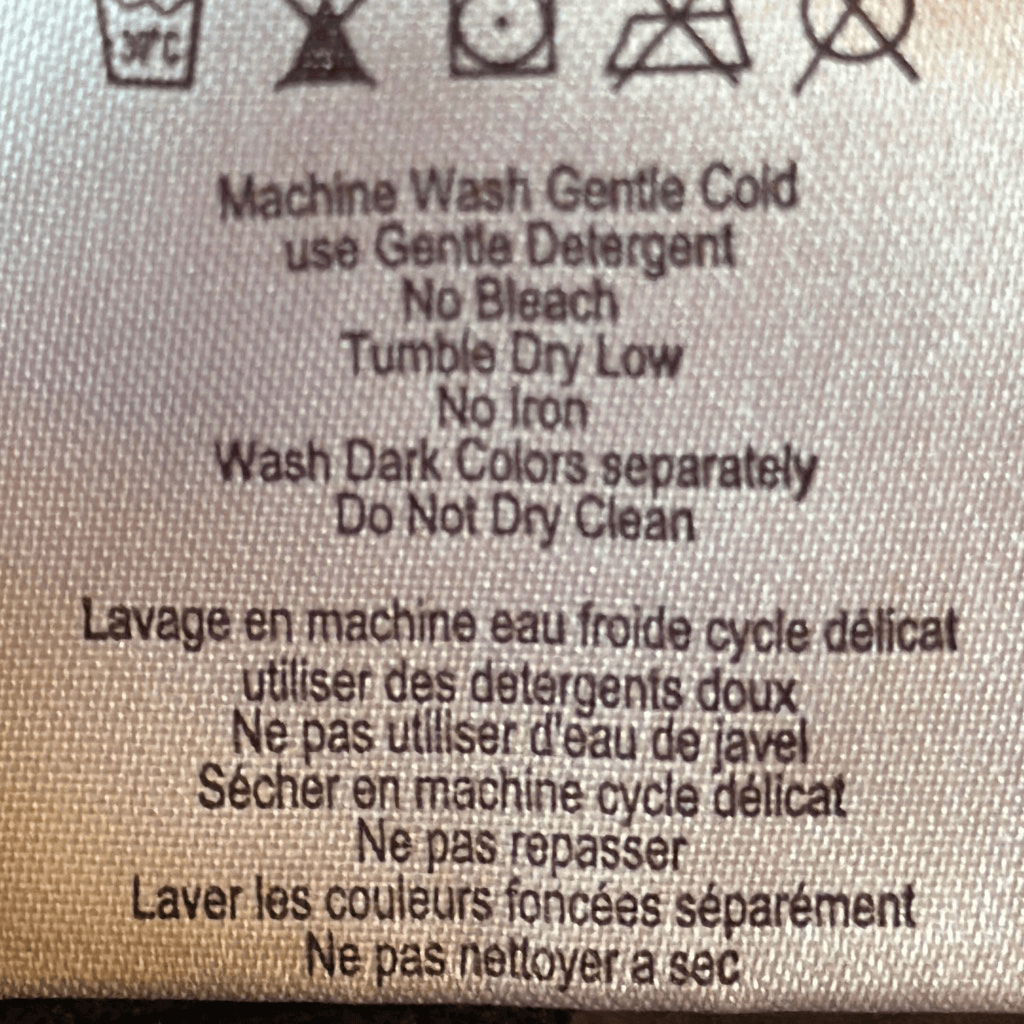 30°C
Machine Wash Gentle Cold
use Gentle Detergent
No Bleach
Tumble Dry Low
No Iron
Wash Dark Colors separately
Do Not Dry Clean
Lavage en machine eau froide cycle délicat
utiliser des detergents doux
Ne pas utiliser d'eau de javel
Sécher en machine cycle délicat
Ne pas repasser
Laver les couleurs foncées séparément
Ne pas nettoyer a sec